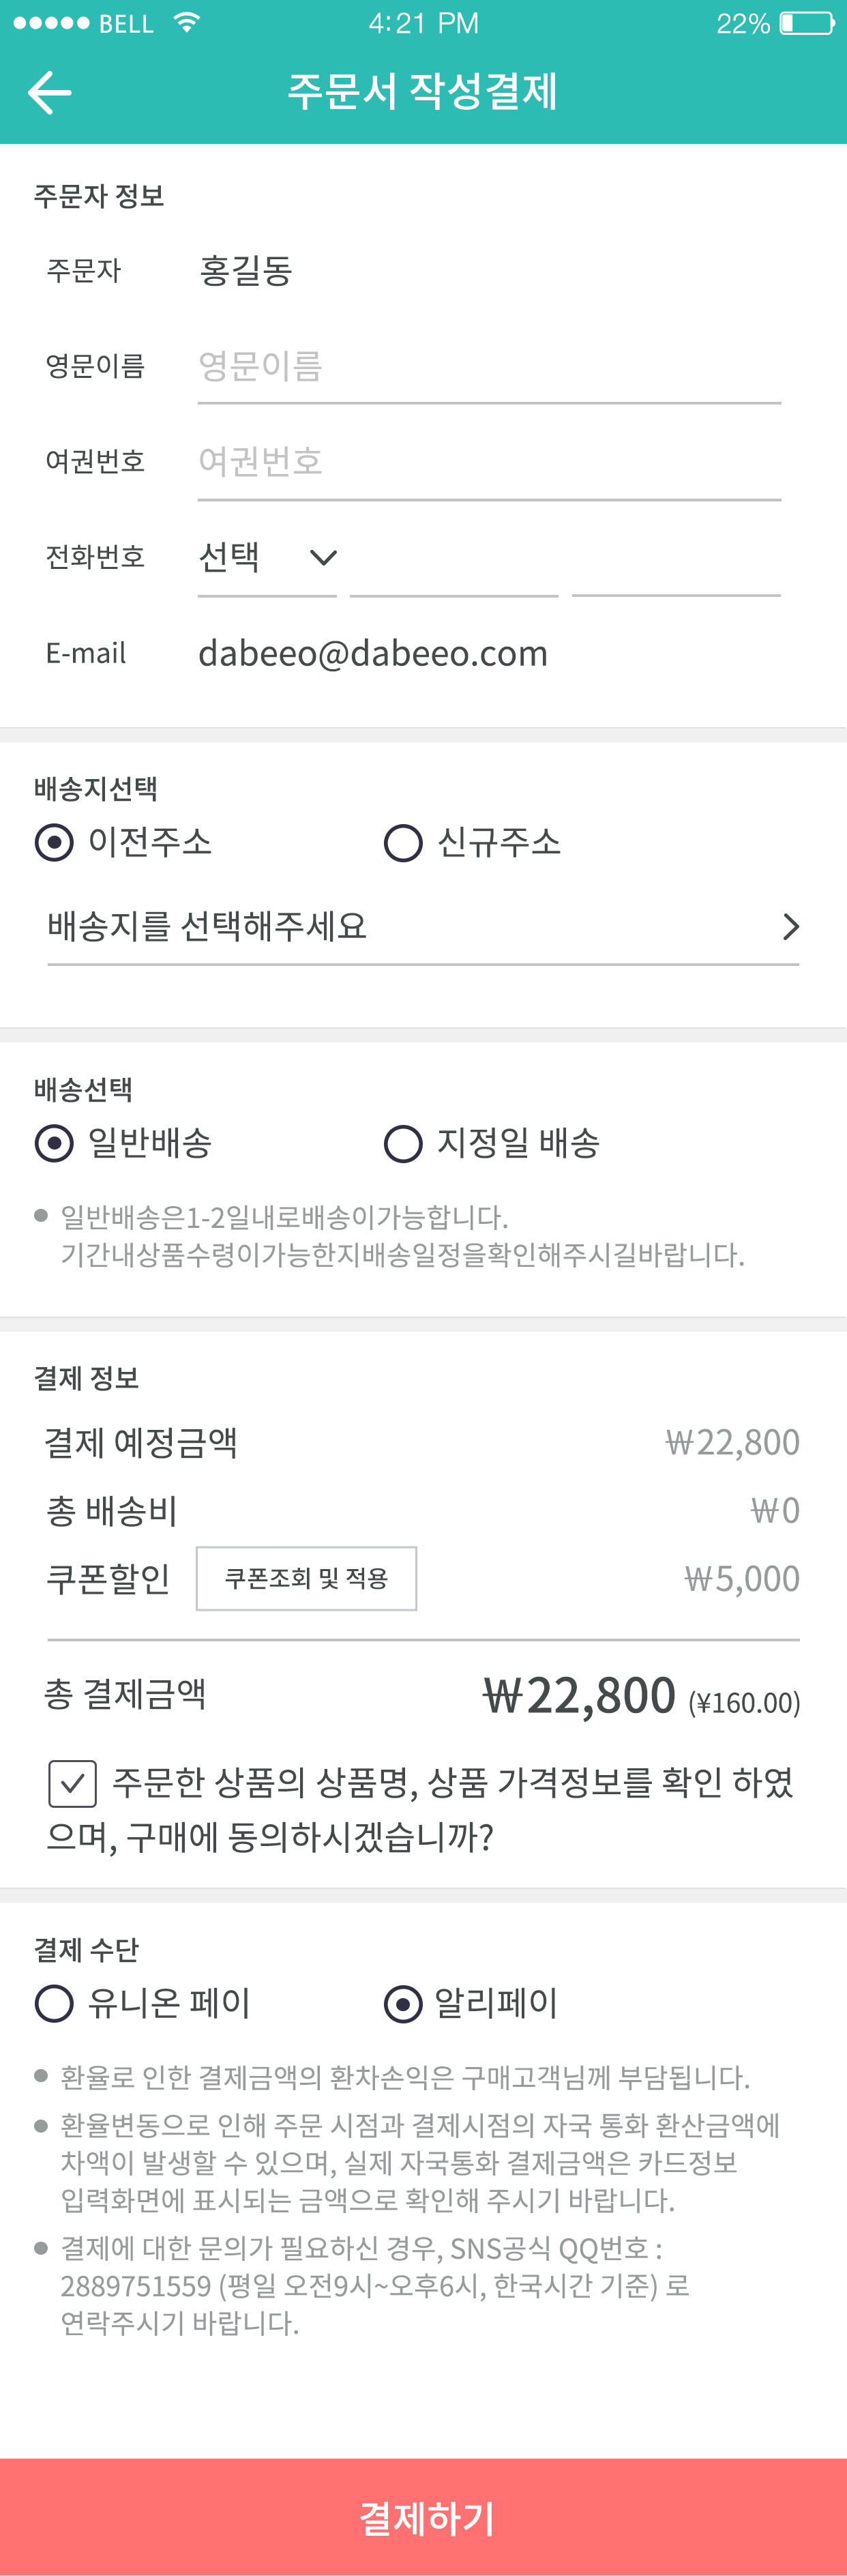 BELL 4:21 PM 22%
주문서 작성결제
주문자 정보
주문자 홍길동
영문이름 영문이름
여권번호 여권번호
전화번호 선택
E-mail dabeeo@dabeeo.com
배송지선택
이전주소 신규주소
배송지를 선택해주세요
배송선택
일반배송 지정일 배송
일반배송은1-2일내로배송이가능합니다.
기간내상품수령이가능한지배송일정을확인해주시길바랍니다.
결제 정보
결제 예정금액 ₩22,800
총 배송비 ₩0
쿠폰할인 쿠폰조회 및 적용 ₩5,000
총 결제금액 ₩22,800 (¥160.00)
주문한 상품의 상품명, 상품 가격정보를 확인 하였
으며, 구매에 동의하시겠습니까?
결제 수단
유니온 페이 알리페이
환율로 인한 결제금액의 환차손익은 구매고객님께 부담됩니다.
환율변동으로 인해 주문 시점과 결제시점의 자국 통화 환산금액에
차액이 발생할 수 있으며, 실제 자국통화 결제금액은 카드정보
입력화면에 표시되는 금액으로 확인해 주시기 바랍니다.
결제에 대한 문의가 필요하신 경우, SNS공식 QQ번호 :
2889751559 (평일 오전9시~오후6시, 한국시간 기준) 로
연락주시기 바랍니다.
결제하기